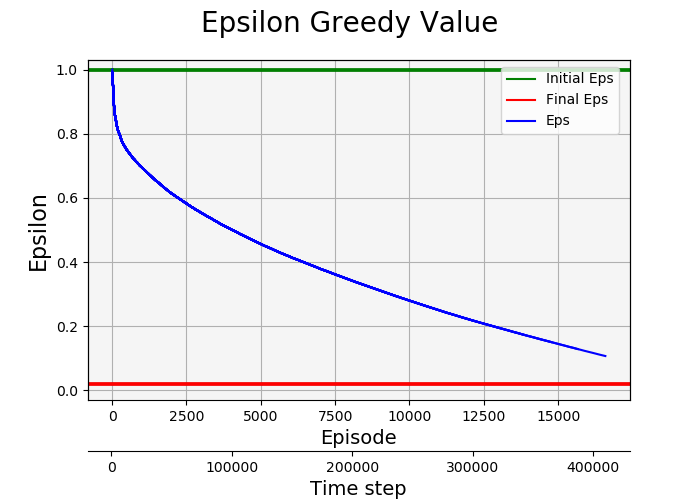 Epsilon Greedy Value
Initial Eps
Final Eps
Eps
1.0
0.8
0.6
0.4
0.2
0.0
Epsilon
0 2500 5000 7500 10000 12500 15000
Episode
0 100000 200000 300000 400000
Time step